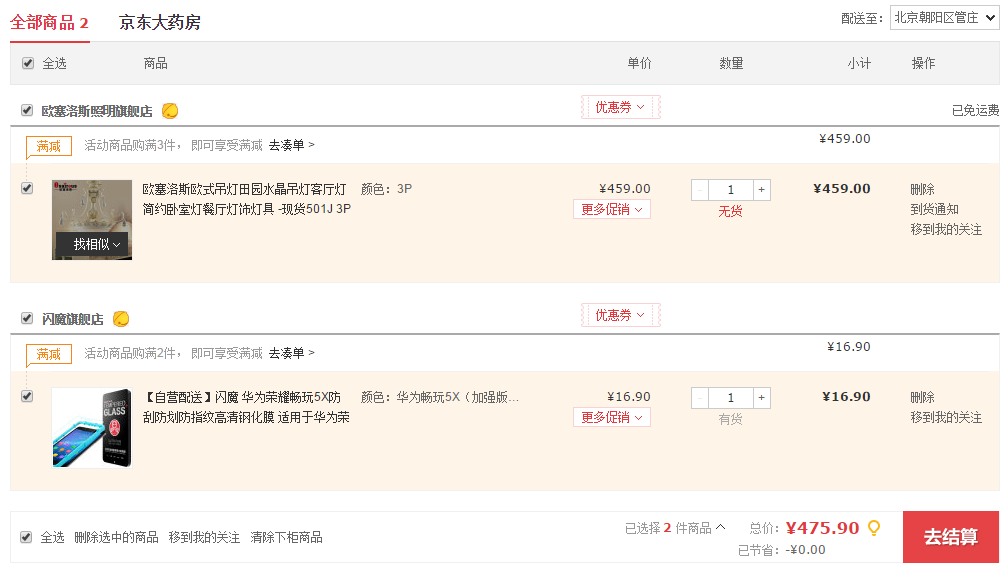 全部商品 2 京东大药房 配送至: 北京朝阳区管庄
全选 商品 单价 数量 小计 操作
欧塞洛斯照明旗舰店 优惠券 已免运费
满减 活动商品购满3件，即可享受满减 去凑单 > ¥459.00
欧塞洛斯欧式吊灯田园水晶吊灯客厅灯 颜色：3P ¥459.00 - 1 + ¥459.00 删除
简约卧室灯餐厅灯饰灯具 -现货501J 3P 更多促销 无货 到货通知
移到我的关注
找相似
闪魔旗舰店 优惠券
满减 活动商品购满2件，即可享受满减 去凑单 > ¥16.90
【自营配送】闪魔 华为荣耀畅玩5X防 颜色：华为畅玩5X（加强版... ¥16.90 - 1 + ¥16.90 删除
刮防划防指纹高清钢化膜 适用于华为荣 更多促销 有货 移到我的关注
GLASS
全选 删除选中的商品 移到我的关注 清除下柜商品 已选择 2 件商品 总价: ¥475.90 去结算
已节省: -¥0.00